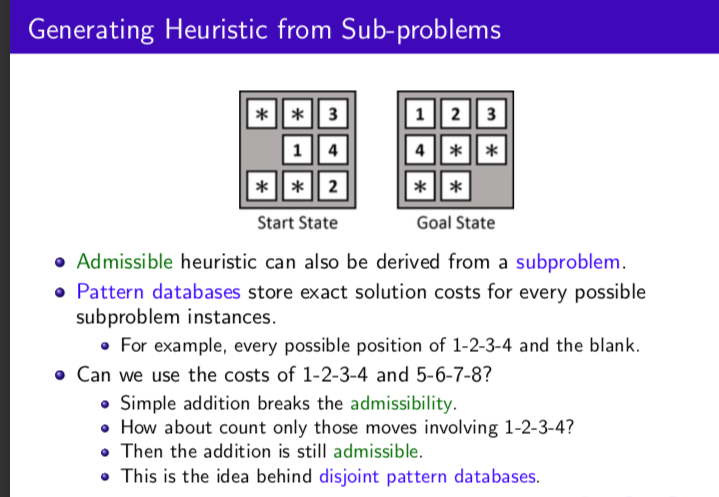 Generating Heuristic from Sub-problems
* * 3
1 4
* * 2
Start State
1 2 3
4 * *
* *
Goal State
Admissible heuristic can also be derived from a subproblem.
Pattern databases store exact solution costs for every possible
subproblem instances.
For example, every possible position of 1-2-3-4 and the blank.
Can we use the costs of 1-2-3-4 and 5-6-7-8?
Simple addition breaks the admissibility.
How about count only those moves involving 1-2-3-4?
Then the addition is still admissible.
This is the idea behind disjoint pattern databases.